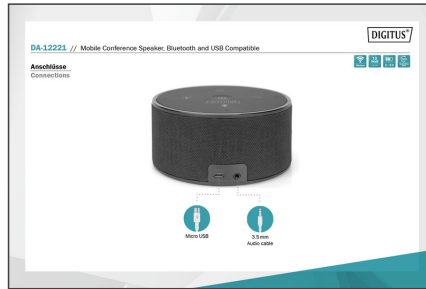 DIGITUS®
DA-12221 // Mobile Conference Speaker, Bluetooth and USB Compatible
Anschlüsse
Connections
Micro USB
3.5 mm
Audio cable